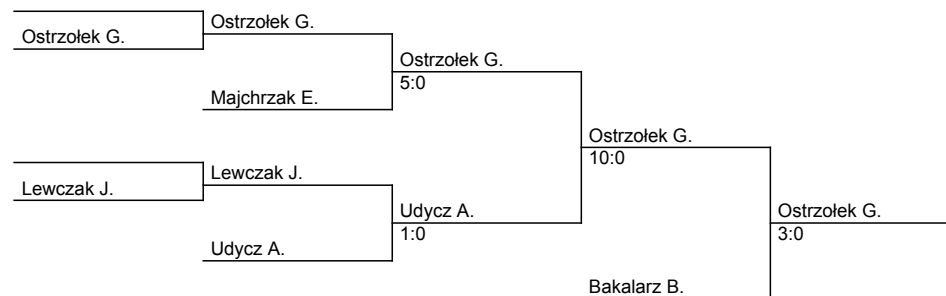 Ostrzołek G.
Ostrzołek G.
Ostrzołek G.
5:0
Majchrzak E.
Ostrzołek G.
10:0
Lewczak J.
Lewczak J.
Udycz A.
1:0
Ostrzołek G.
3:0
Udycz A.
Bakalarz B.